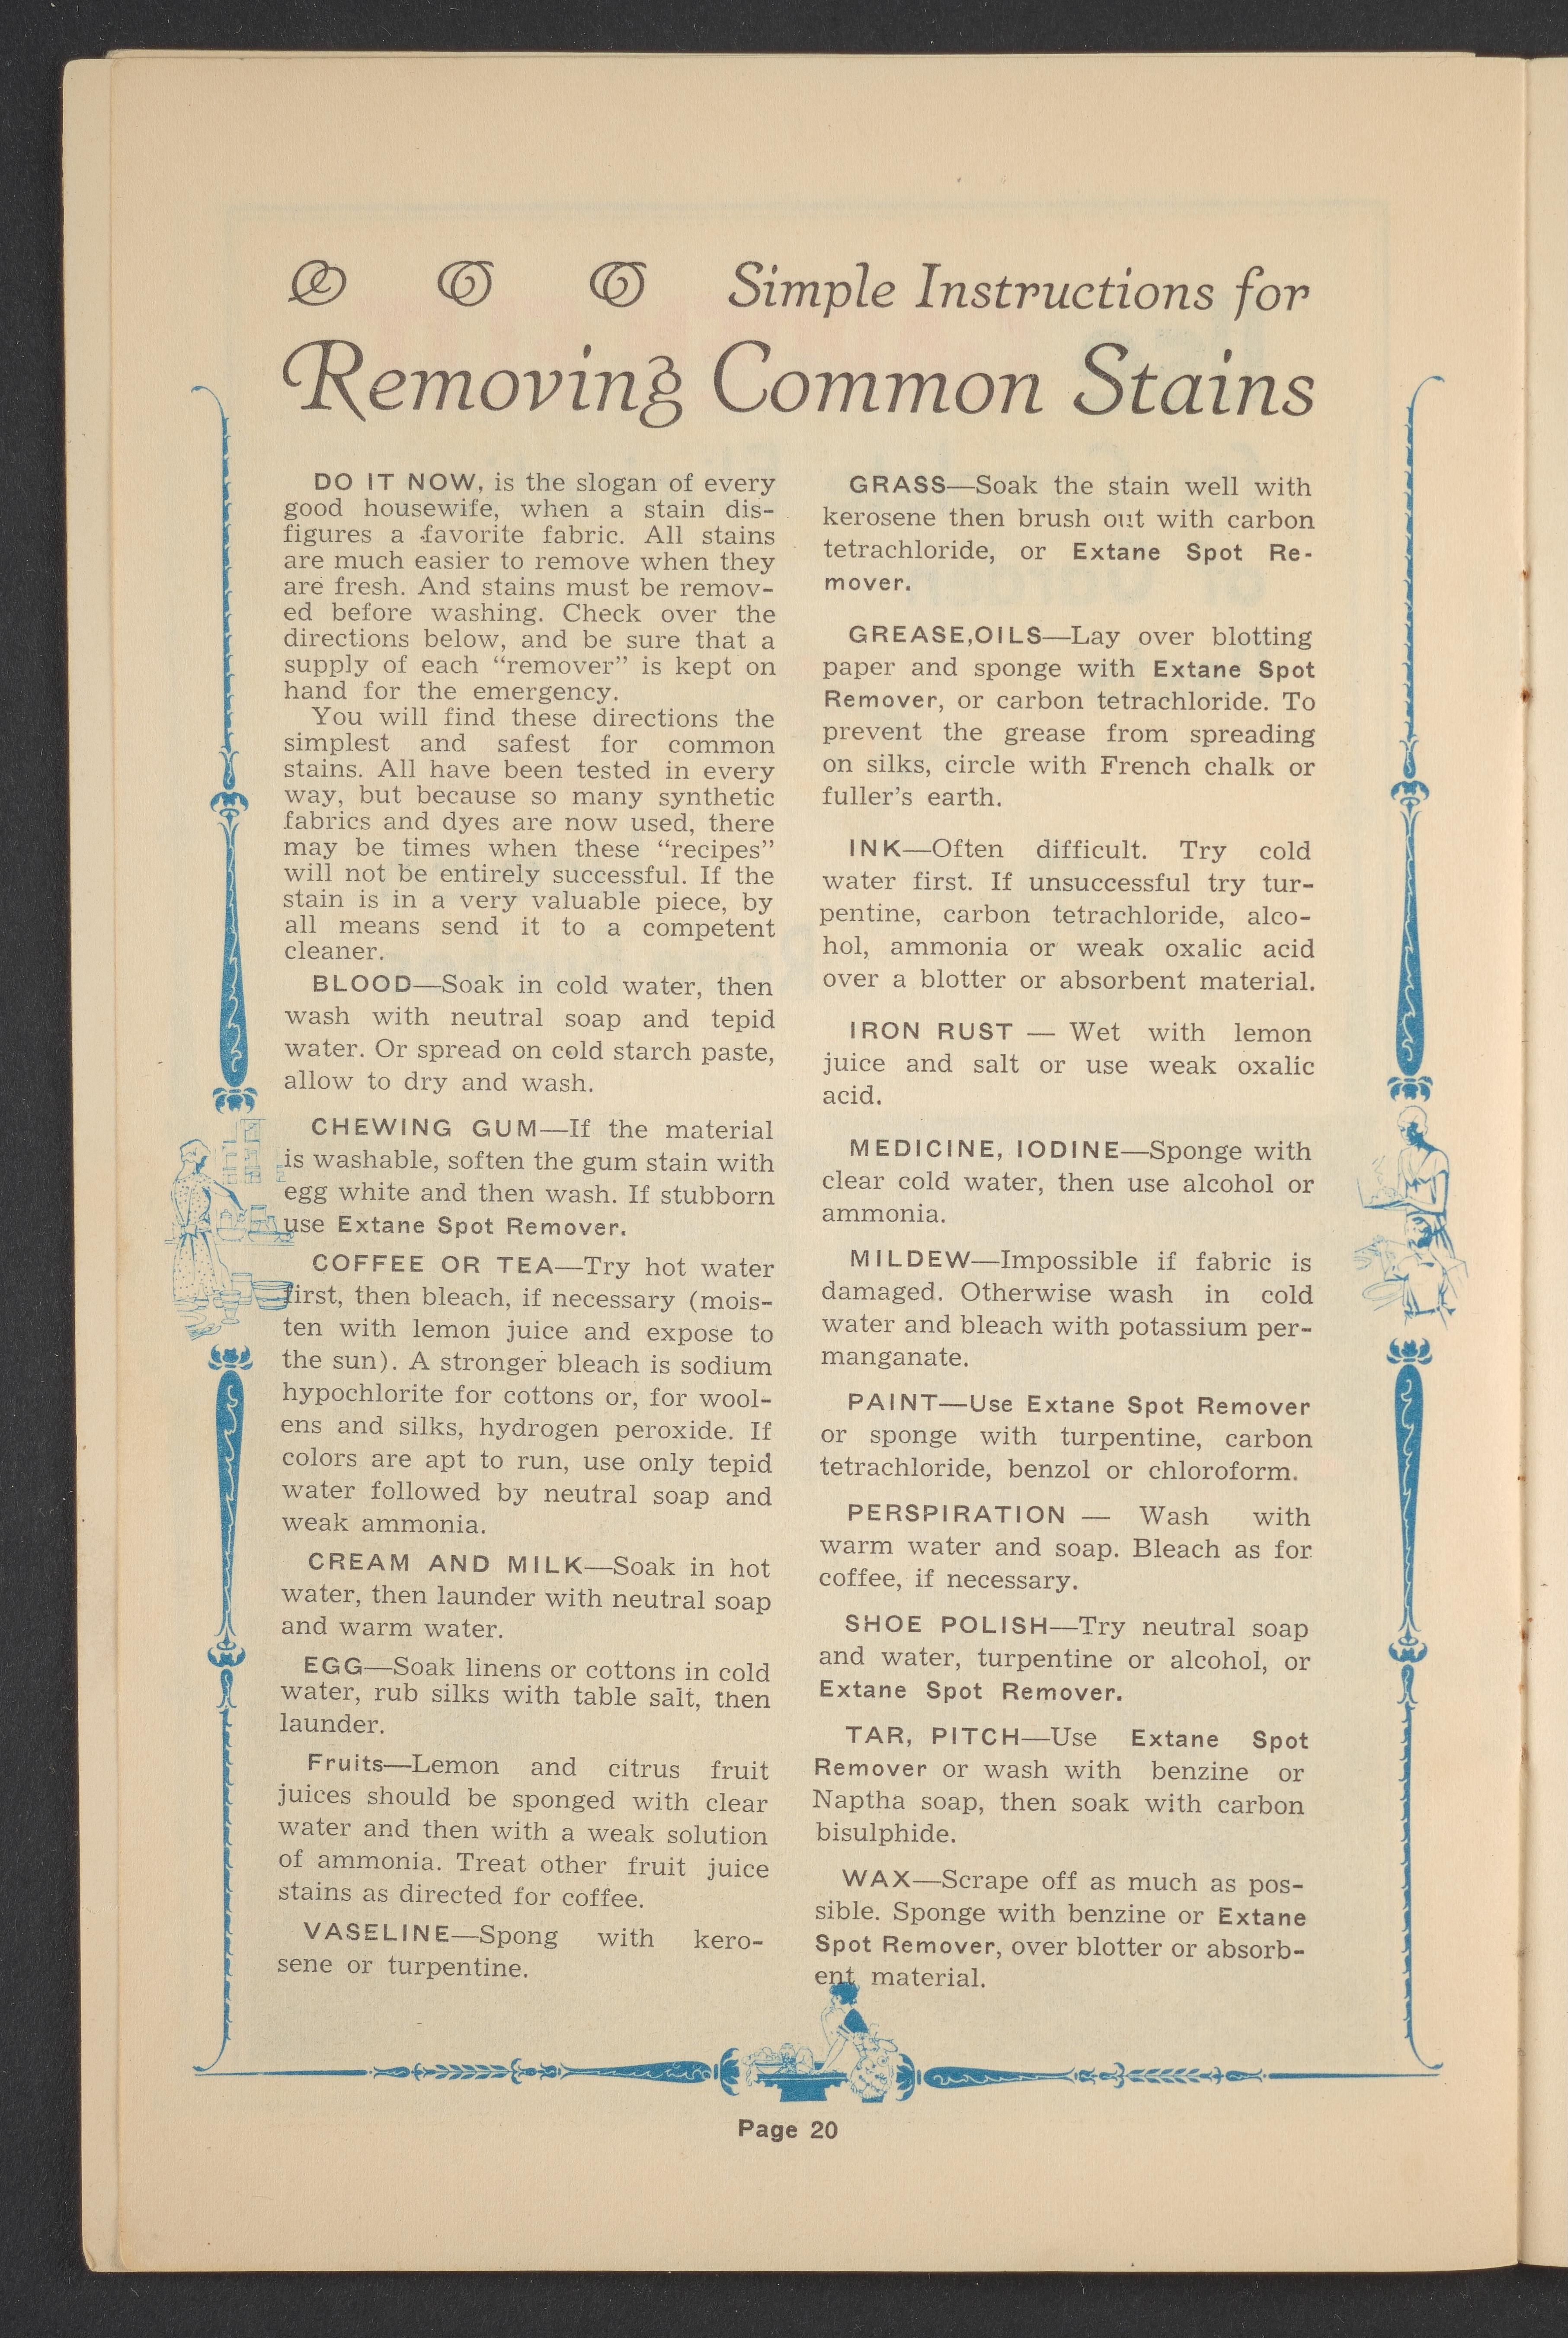 Simple Instructions for
Removing Common Stains
DO IT NOW, is the slogan of every
good housewife, when a stain dis-
figures a favorite fabric. All stains
are much easier to remove when they
are fresh. And stains must be remov-
ed before washing. Check over the
directions below, and be sure that a
supply of each “remover” is kept on
hand for the emergency.
You will find these directions the
simplest and safest for common
stains. All have been tested in every
way, but because so many synthetic
fabrics and dyes are now used, there
may be times when these “recipes”
will not be entirely successful. If the
stain is in a very valuable piece, by
all means send it to a competent
cleaner.
BLOOD—Soak in cold water, then
wash with neutral soap and tepid
water. Or spread on cold starch paste,
allow to dry and wash.
CHEWING GUM—If the material
is washable, soften the gum stain with
egg white and then wash. If stubborn
use Extane Spot Remover.
COFFEE OR TEA—Try hot water
first, then bleach, if necessary (mois-
ten with lemon juice and expose to
the sun). A stronger bleach is sodium
hypochlorite for cottons or, for wool-
ens and silks, hydrogen peroxide. If
colors are apt to run, use only tepid
water followed by neutral soap and
weak ammonia.
CREAM AND MILK—Soak in hot
water, then launder with neutral soap
and warm water.
EGG—Soak linens or cottons in cold
water, rub silks with table salt, then
launder.
Fruits—Lemon and citrus fruit
juices should be sponged with clear
water and then with a weak solution
of ammonia. Treat other fruit juice
stains as directed for coffee.
VASELINE—Spong with kero-
sene or turpentine.
GRASS—Soak the stain well with
kerosene then brush out with carbon
tetrachloride, or Extane Spot Re-
mover.
GREASE,OILS—Lay over blotting
paper and sponge with Extane Spot
Remover, or carbon tetrachloride. To
prevent the grease from spreading
on silks, circle with French chalk or
fuller's earth.
INK—Often difficult. Try cold
water first. If unsuccessful try tur-
pentine, carbon tetrachloride, alco-
hol, ammonia or weak oxalic acid
over a blotter or absorbent material.
IRON RUST — Wet with lemon
juice and salt or use weak oxalic
acid.
MEDICINE, IODINE—Sponge with
clear cold water, then use alcohol or
ammonia.
MILDEW—Impossible if fabric is
damaged. Otherwise wash in cold
water and bleach with potassium per-
manganate.
PAINT—Use Extane Spot Remover
or sponge with turpentine, carbon
tetrachloride, benzol or chloroform.
PERSPIRATION — Wash with
warm water and soap. Bleach as for
coffee, if necessary.
SHOE POLISH—Try neutral soap
and water, turpentine or alcohol, or
Extane Spot Remover.
TAR, PITCH—Use Extane Spot
Remover or wash with benzine or
Naptha soap, then soak with carbon
bisulphide.
WAX—Scrape off as much as pos-
sible. Sponge with benzine or Extane
Spot Remover, over blotter or absorb-
ent material.
Page 20